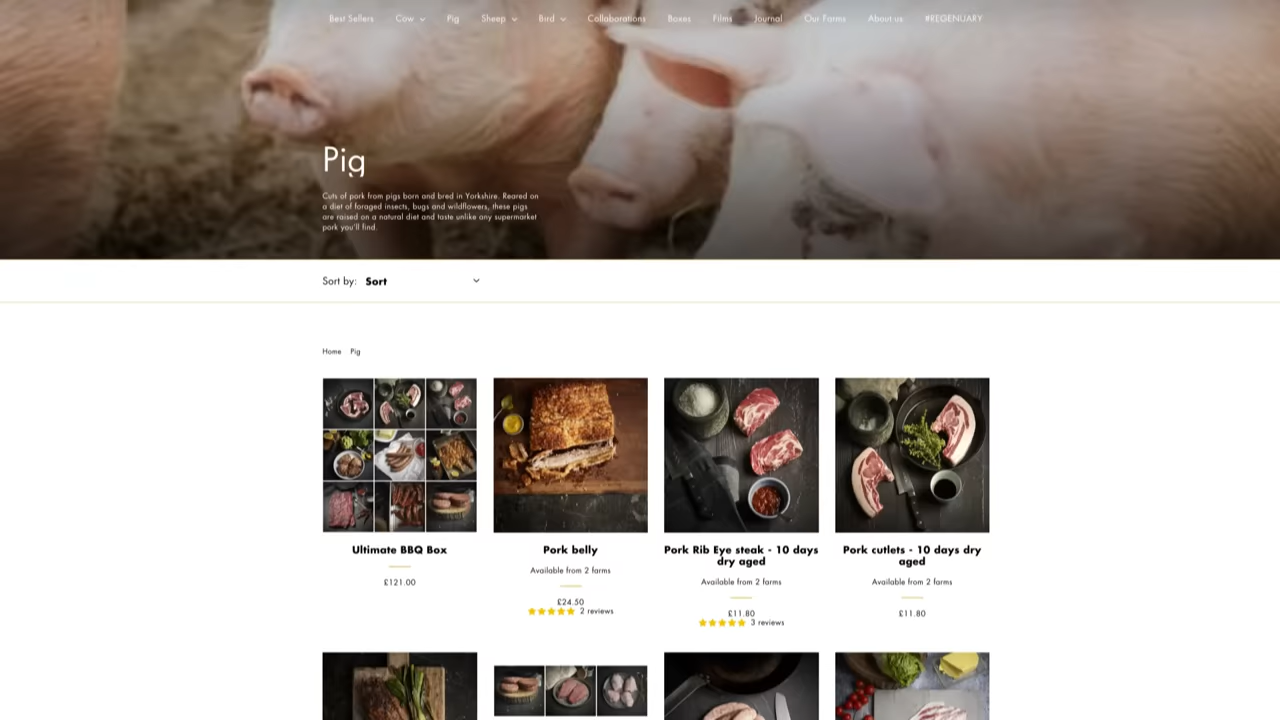 Best Sellers Cow Pig Sheep Bird Collaborations Boxes Films Journal Our Farms About us #REGENUARY
Pig
Cuts of pork from pigs born and bred in Yorkshire. Reared on
a diet of foraged insects, bugs and wildflowers, these pigs
are raised on a natural diet and taste unlike any supermarket
pork you'll find.
Sort by: Sort
Home Pig
Ultimate BBQ Box
£121.00
Pork belly
Available from 2 farms
£24.50
2 reviews
Pork Rib Eye steak - 10 days
dry aged
Available from 2 farms
£11.80
3 reviews
Pork cutlets - 10 days dry
aged
Available from 2 farms
£11.80